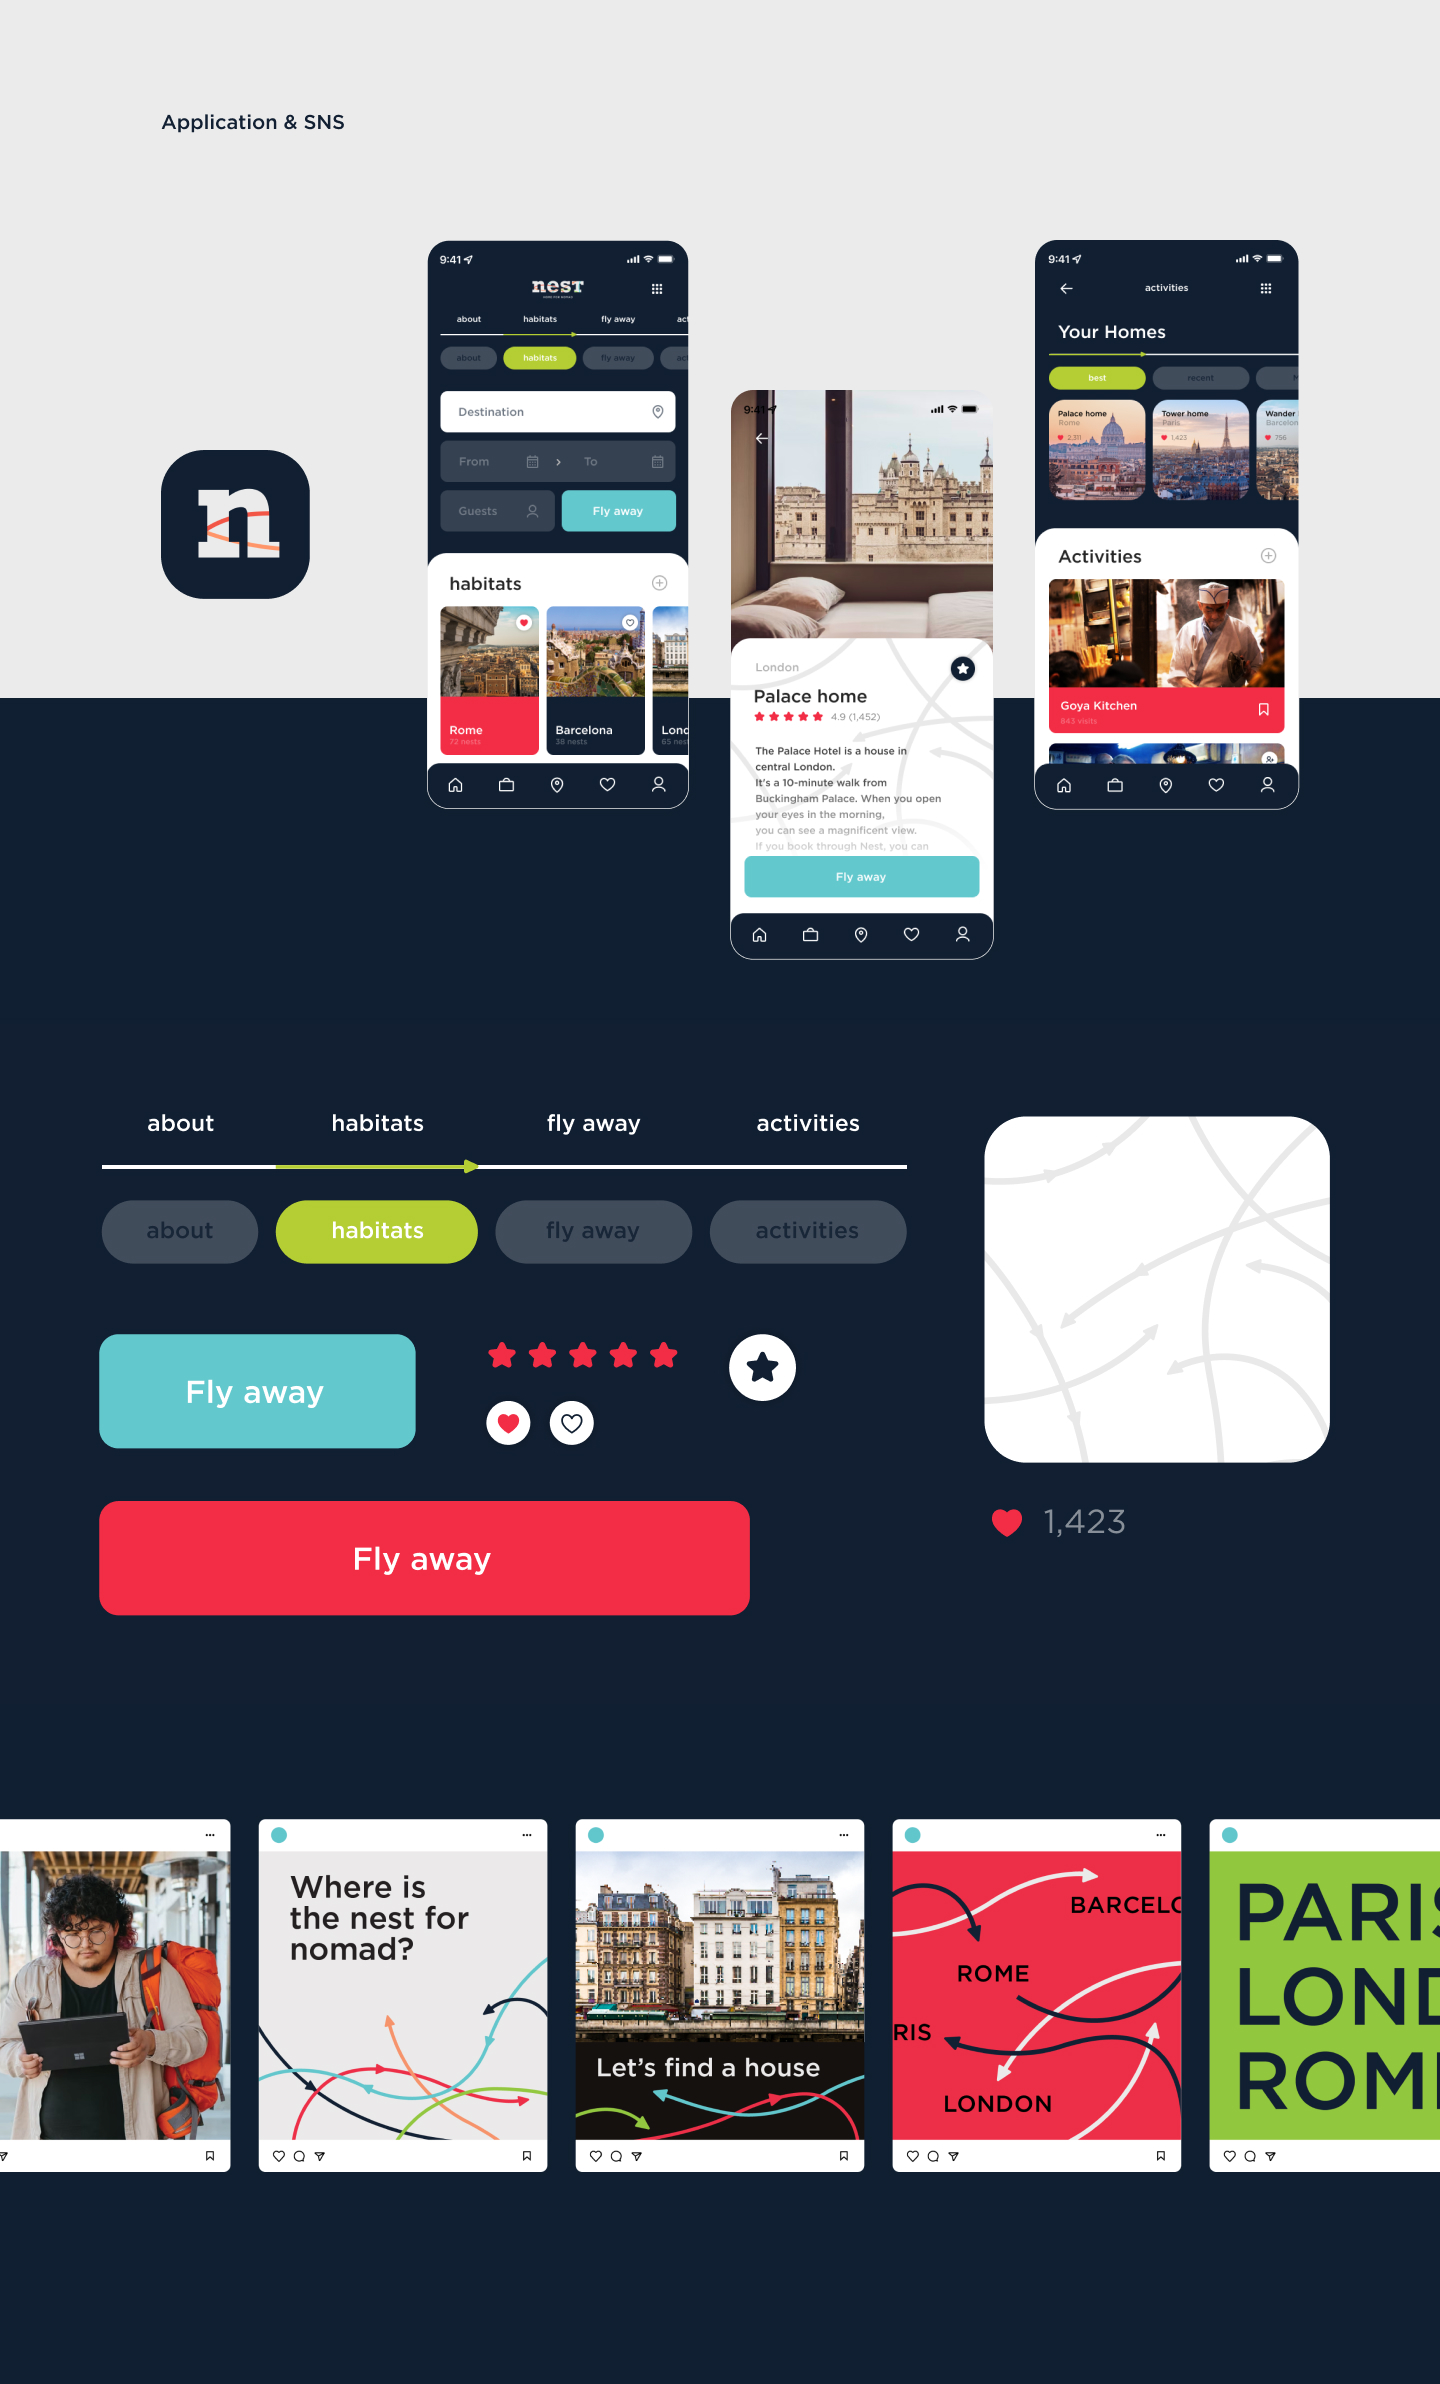 Application & SNS
9:41
nest
about habitats fly away act
about habitats fly away act
Destination
From To
Guests Fly away
habitats
Rome
72 nests
Barcelona
38 nests
Lond
65 nest
n
9:41
London
Palace home
4.9 (1,452)
The Palace Hotel is a house in
central London.
It's a 10-minute walk from
Buckingham Palace. When you open
your eyes in the morning,
you can see a magnificent view.
If you book through Nest, you can
Fly away
9:41
activities
Your Homes
best recent
Palace home
Rome
2,311
Tower home
Paris
1,423
Wander
Barcelon
756
Activities
Goya Kitchen
843 visits
about habitats fly away activities
about habitats fly away activities
Fly away
Fly away
1,423
Where is
the nest for
nomad?
Let's find a house
BARCELO
ROME
RIS
LONDON
PARIS
LOND
ROME